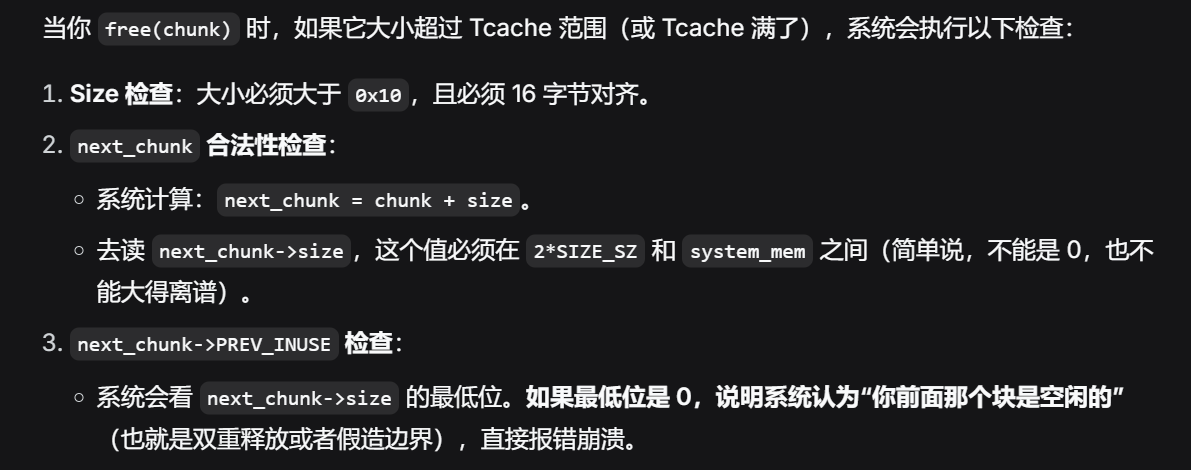 当你 free(chunk) 时，如果它大小超过 Tcache 范围（或 Tcache 满了），系统会执行以下检查：
1. Size 检查：大小必须大于 0x10，且必须 16 字节对齐。
2. next_chunk 合法性检查：
○ 系统计算：next_chunk = chunk + size。
○ 去读 next_chunk->size，这个值必须在 2*SIZE_SZ 和 system_mem 之间（简单说，不能是 0，也不
能大得离谱）。
3. next_chunk->PREV_INUSE 检查：
○ 系统会看 next_chunk->size 的最低位。如果最低位是 0，说明系统认为“你前面那个块是空闲的”
（也就是双重释放或者假造边界），直接报错崩溃。